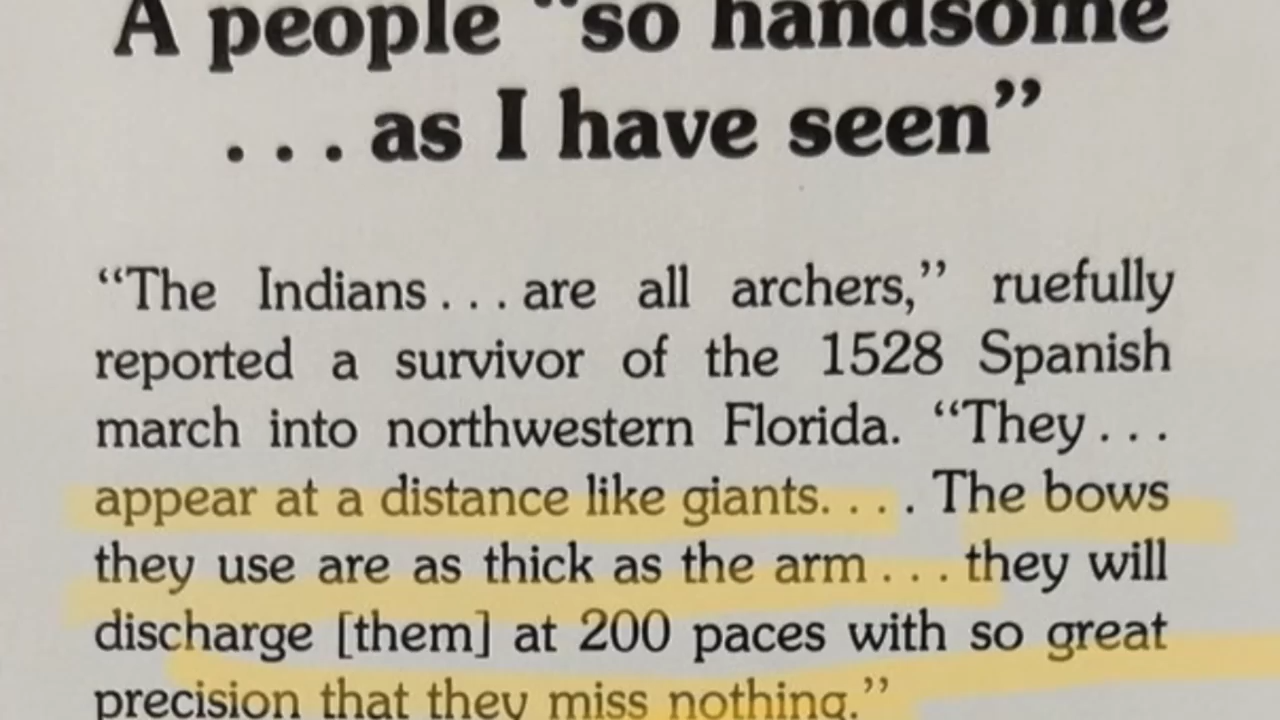 A people “so handsome
. . . as I have seen”
“The Indians . . . are all archers,” ruefully
reported a survivor of the 1528 Spanish
march into northwestern Florida. “They . . .
appear at a distance like giants. . . . The bows
they use are as thick as the arm . . . they will
discharge [them] at 200 paces with so great
precision that they miss nothing.”